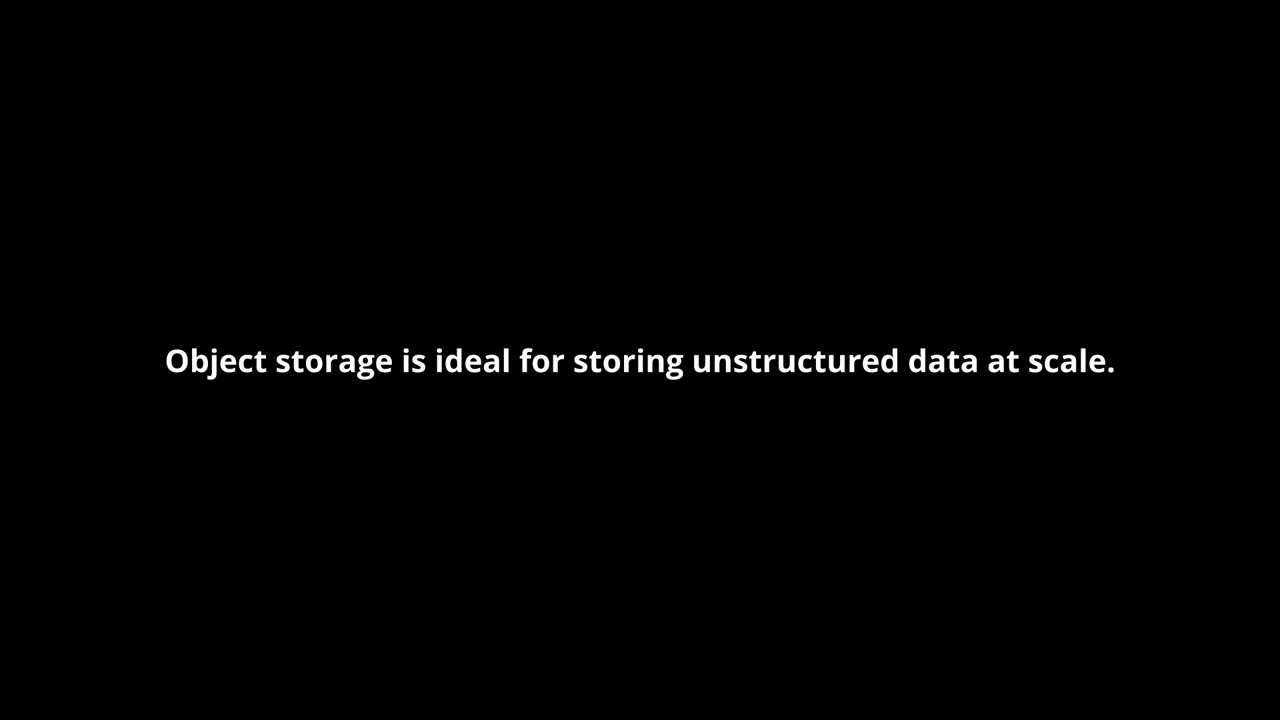 Object storage is ideal for storing unstructured data at scale.